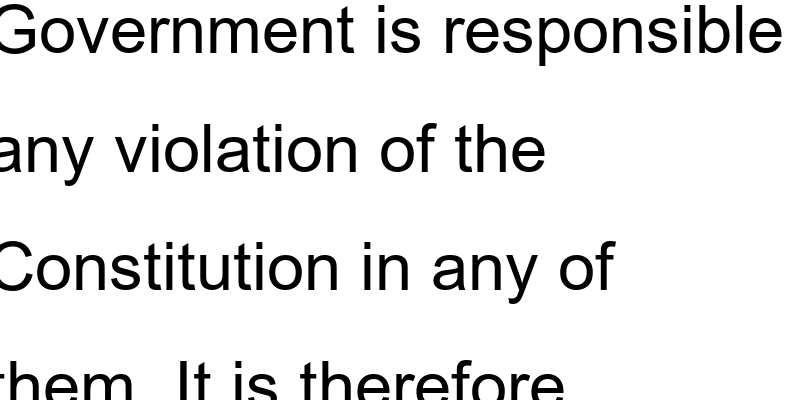 Government is responsible
any violation of the
Constitution in any of
them. It is therefore